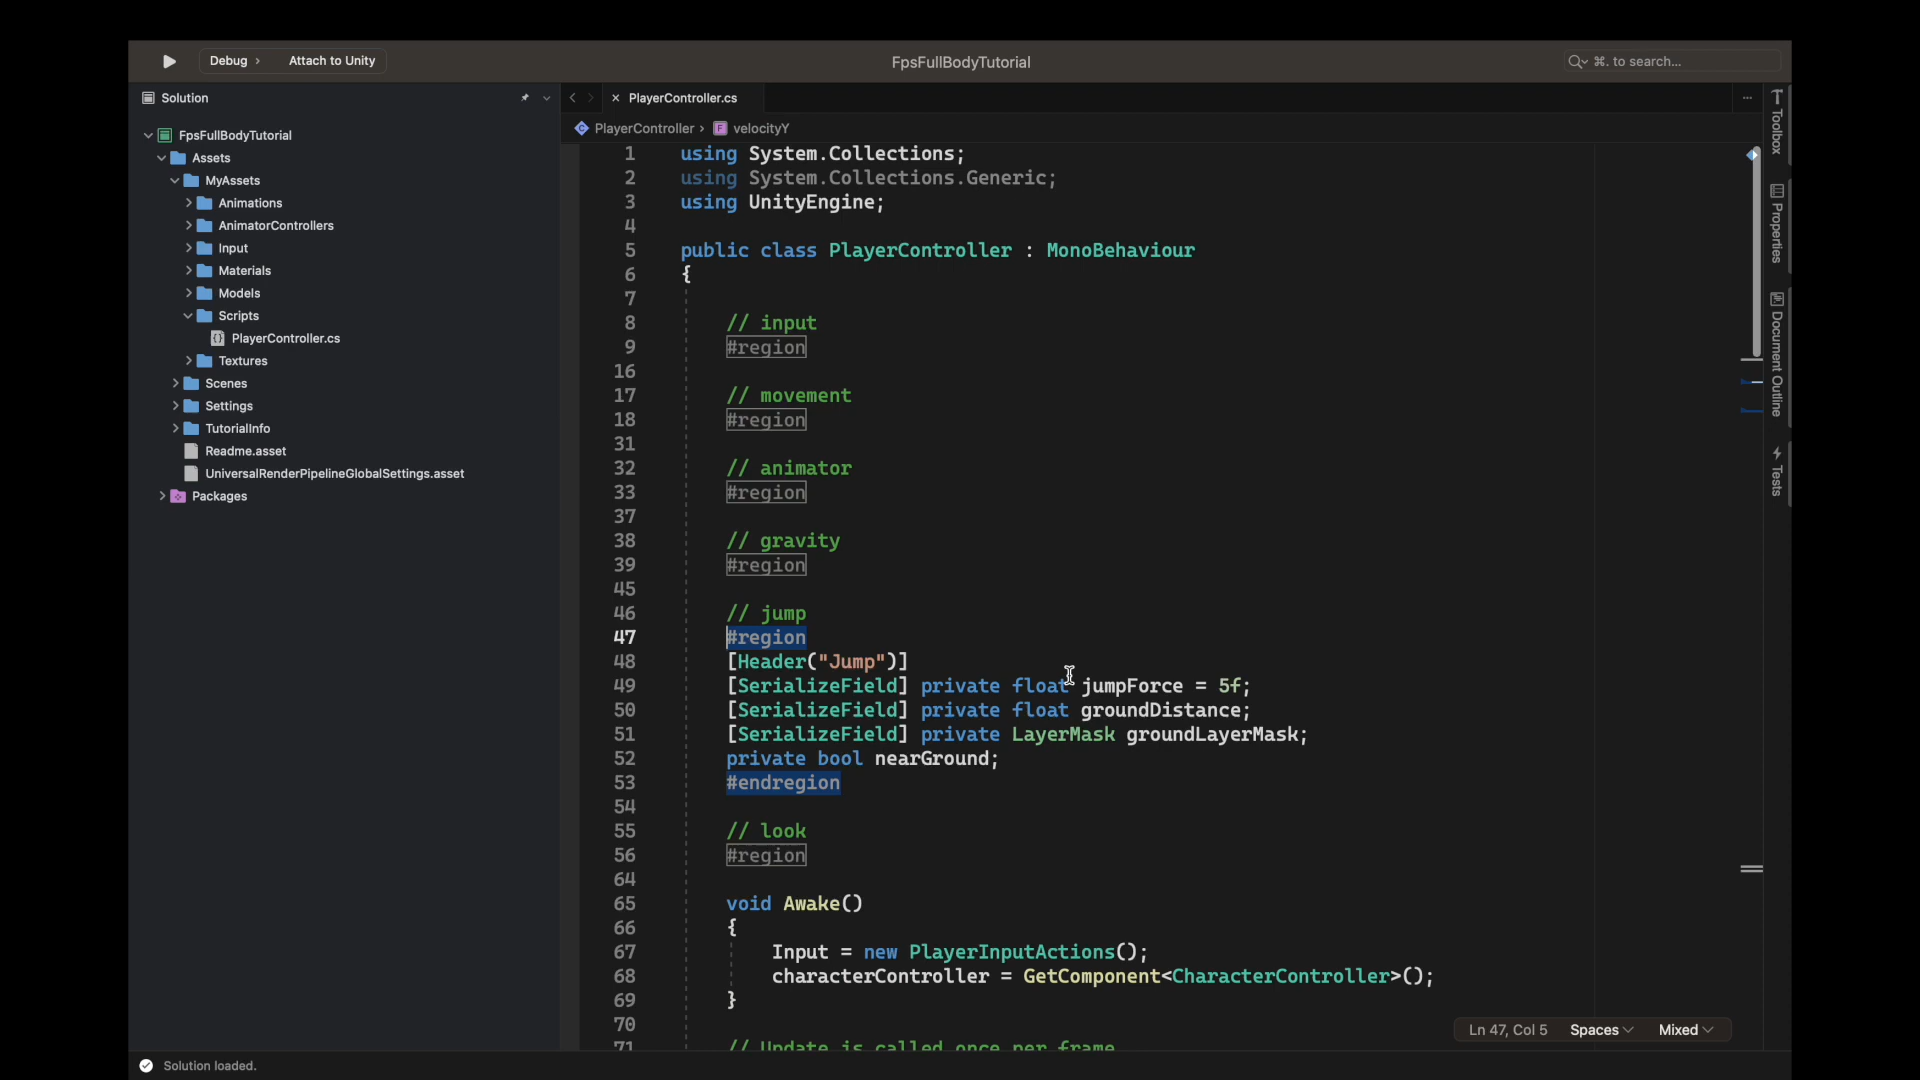 Debug › Attach to Unity
FpsFullBodyTutorial
⌘. to search...
Solution
FpsFullBodyTutorial
Assets
MyAssets
Animations
AnimatorControllers
Input
Materials
Models
Scripts
PlayerController.cs
Textures
Scenes
Settings
TutorialInfo
Readme.asset
UniversalRenderPipelineGlobalSettings.asset
Packages
PlayerController.cs
PlayerController › velocityY
1 using System.Collections;
2 using System.Collections.Generic;
3 using UnityEngine;
4
5 public class PlayerController : MonoBehaviour
6 {
7
8 // input
9 #region
16
17 // movement
18 #region
31
32 // animator
33 #region
37
38 // gravity
39 #region
45
46 // jump
47 #region
48 [Header("Jump")]
49 [SerializeField] private float jumpForce = 5f;
50 [SerializeField] private float groundDistance;
51 [SerializeField] private LayerMask groundLayerMask;
52 private bool nearGround;
53 #endregion
54
55 // look
56 #region
64
65 void Awake()
66 {
67 Input = new PlayerInputActions();
68 characterController = GetComponent<CharacterController>();
69 }
70
71 // Update is called once per frame
Toolbox
Properties
Document Outline
Tests
Ln 47, Col 5 Spaces Mixed
Solution loaded.